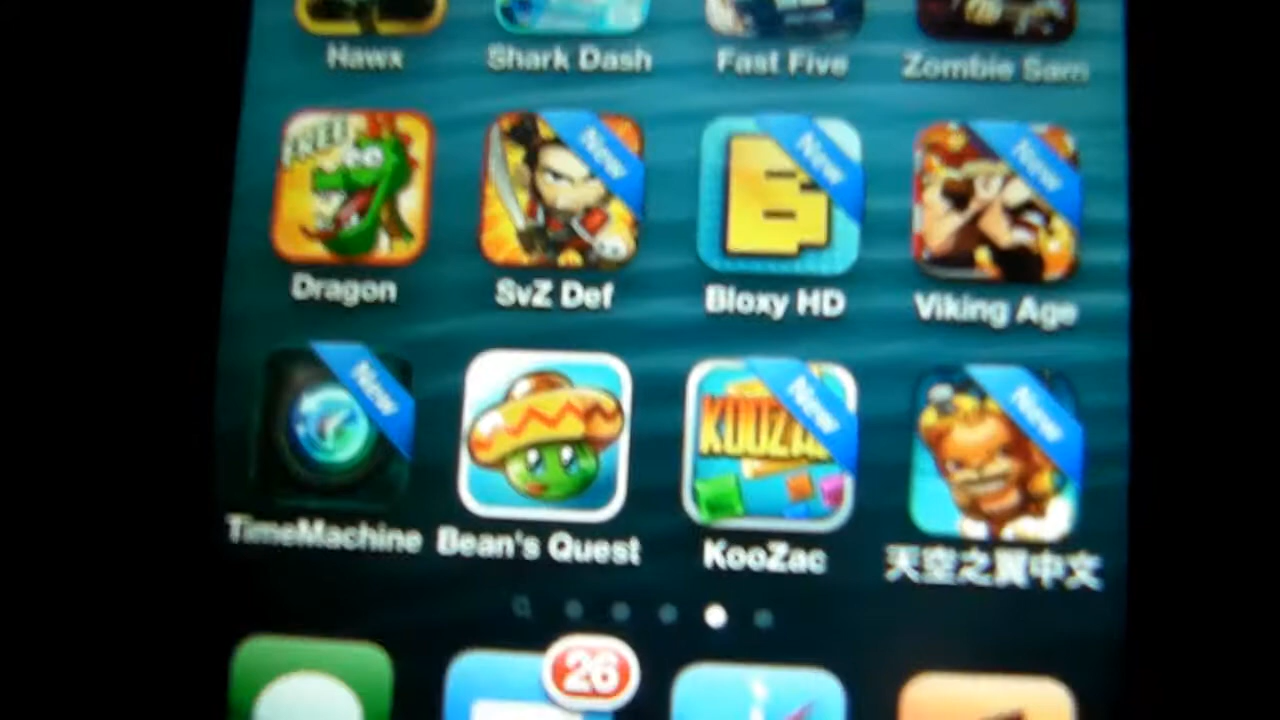 Hawx Shark Dash Fast Five Zombie Sam
FREE New New New
Dragon SvZ Def Bloxy HD Viking Age
New KOOZA New New
TimeMachine Bean's Quest KooZac 天空之翼中文
26